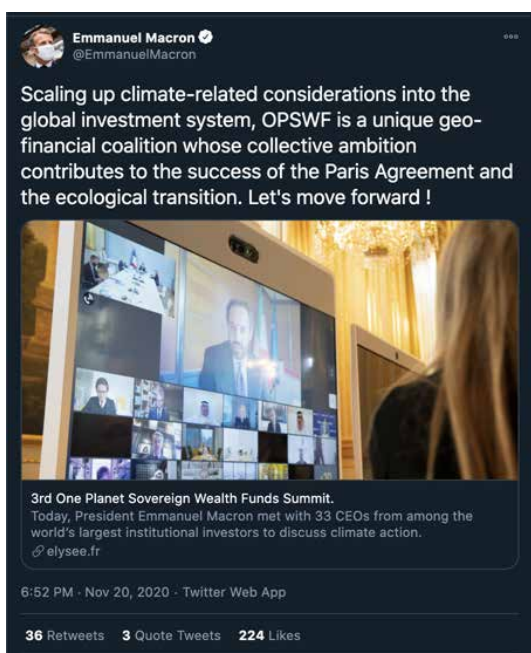 Emmanuel Macron
@EmmanuelMacron
Scaling up climate-related considerations into the
global investment system, OPSWF is a unique geo-
financial coalition whose collective ambition
contributes to the success of the Paris Agreement and
the ecological transition. Let's move forward !
3rd One Planet Sovereign Wealth Funds Summit.
Today, President Emmanuel Macron met with 33 CEOs from among the
world's largest institutional investors to discuss climate action.
elysee.fr
6:52 PM · Nov 20, 2020 · Twitter Web App
36 Retweets 3 Quote Tweets 224 Likes